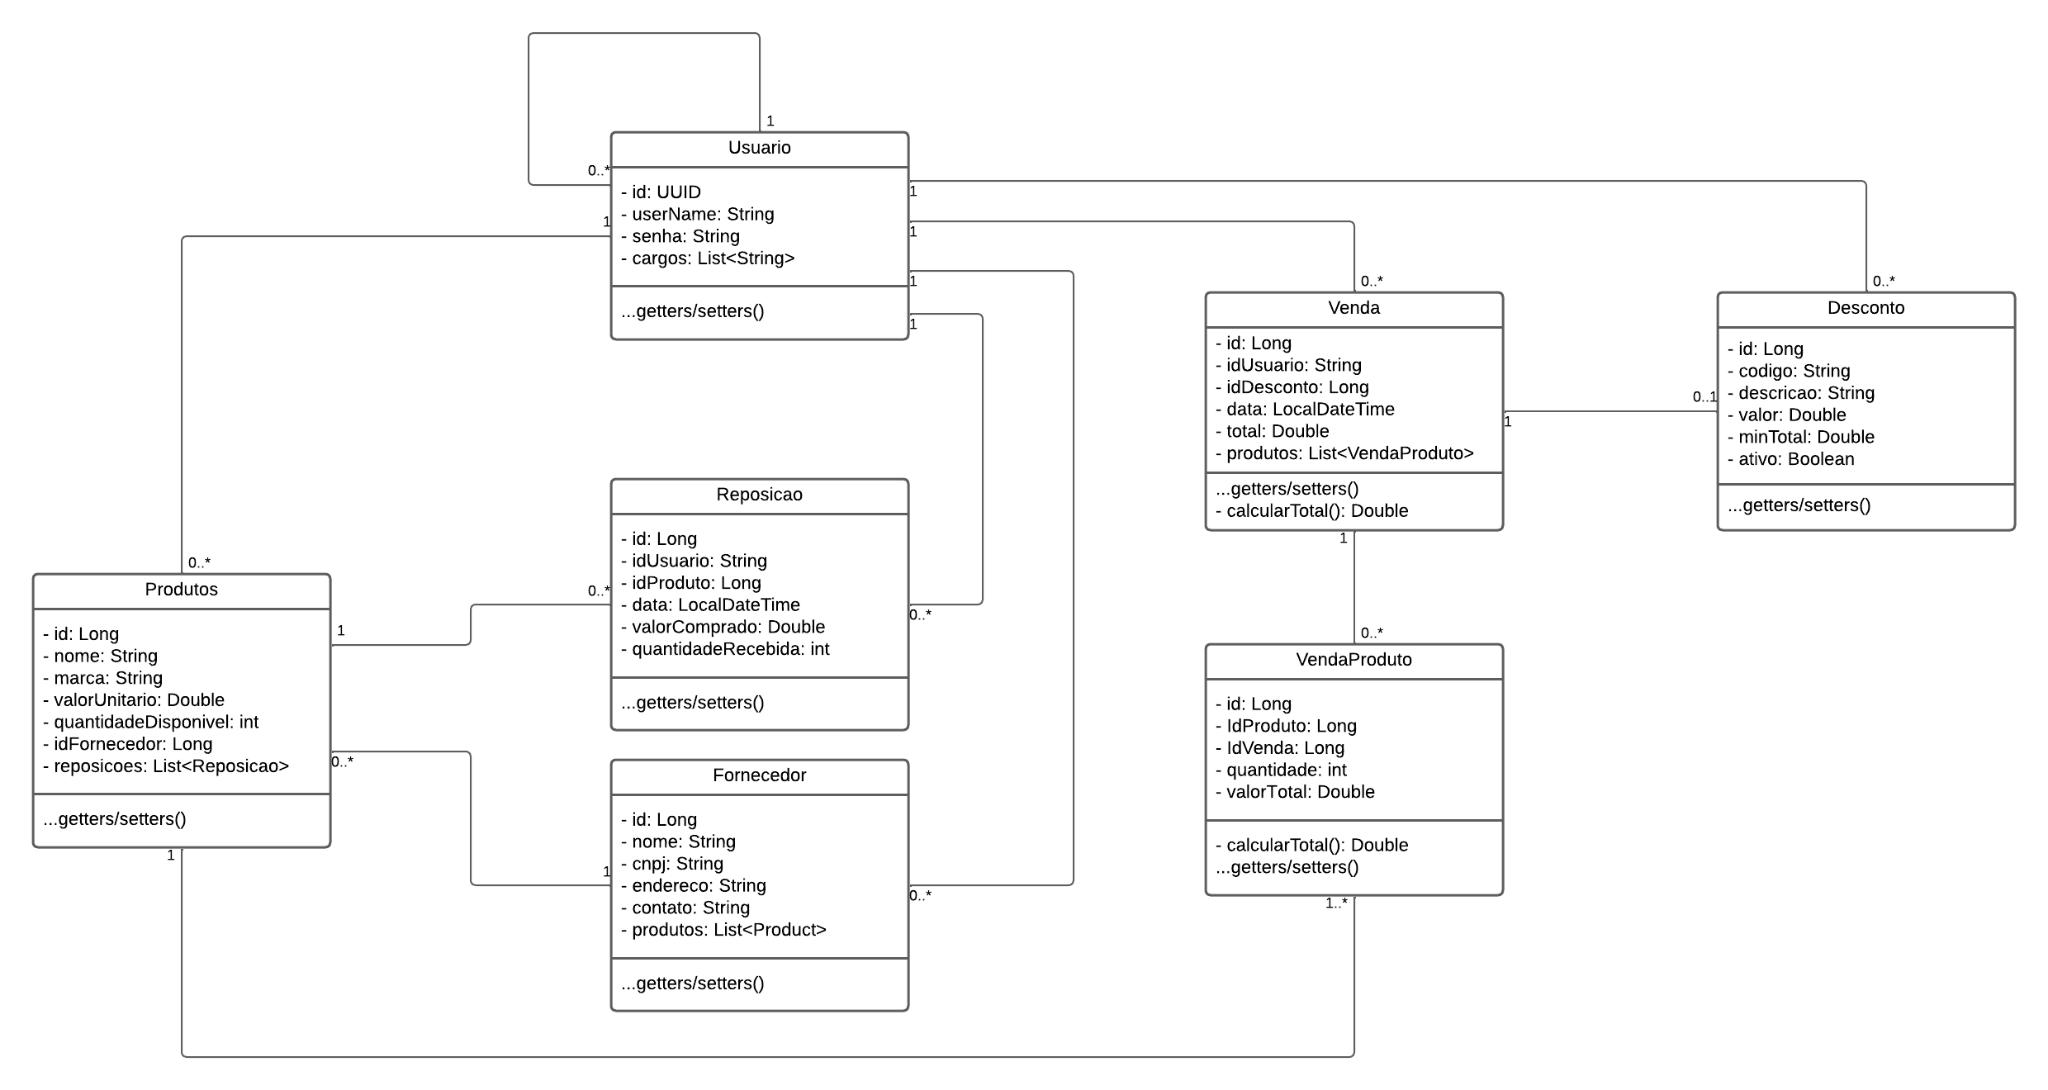 1
Usuario
0..*
- id: UUID
- userName: String
- senha: String
- cargos: List<String>
...getters/setters()
1
1
1
1
1
0..*
0..*
Venda
- id: Long
- idUsuario: String
- idDesconto: Long
- data: LocalDateTime
- total: Double
- produtos: List<VendaProduto>
...getters/setters()
- calcularTotal(): Double
1
0..1
Desconto
- id: Long
- codigo: String
- descricao: String
- valor: Double
- minTotal: Double
- ativo: Boolean
...getters/setters()
Reposicao
- id: Long
- idUsuario: String
- idProduto: Long
- data: LocalDateTime
- valorComprado: Double
- quantidadeRecebida: int
...getters/setters()
0..*
0..*
0..*
Produtos
- id: Long
- nome: String
- marca: String
- valorUnitario: Double
- quantidadeDisponivel: int
- idFornecedor: Long
- reposicoes: List<Reposicao>
...getters/setters()
1
0..*
1
Fornecedor
- id: Long
- nome: String
- cnpj: String
- endereco: String
- contato: String
- produtos: List<Product>
...getters/setters()
1
0..*
1
0..*
VendaProduto
- id: Long
- IdProduto: Long
- IdVenda: Long
- quantidade: int
- valorTotal: Double
- calcularTotal(): Double
...getters/setters()
1..*